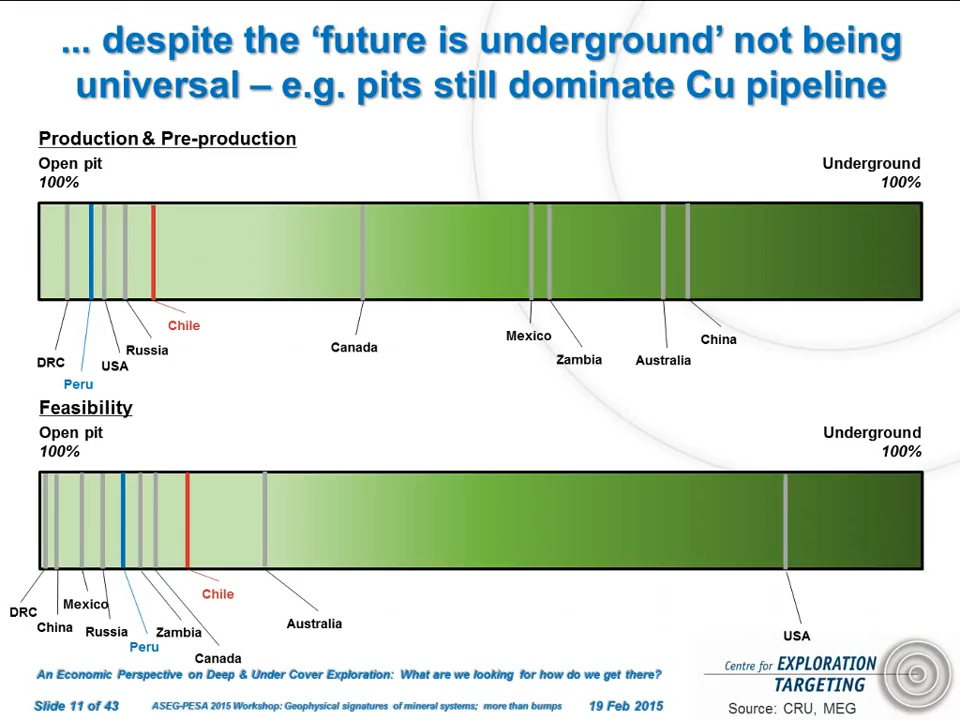 ... despite the ‘future is underground’ not being
universal – e.g. pits still dominate Cu pipeline
Production & Pre-production
Open pit
100%
Underground
100%
DRC
Peru
USA
Russia
Chile
Canada
Mexico
Zambia
Australia
China
Feasibility
Open pit
100%
Underground
100%
DRC
China
Mexico
Russia
Peru
Zambia
Canada
Chile
Australia
USA
An Economic Perspective on Deep & Under Cover Exploration: What are we looking for how do we get there?
Centre for EXPLORATION
TARGETING
Slide 11 of 43
ASEG-PESA 2015 Workshop: Geophysical signatures of mineral systems; more than bumps
19 Feb 2015
Source: CRU, MEG